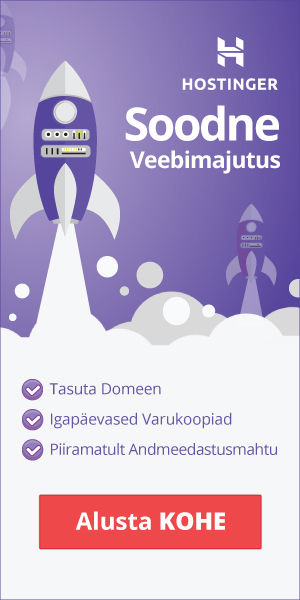 HOSTINGER
Soodne
Veebimajutus
Tasuta Domeen
Igapäevased Varukoopiad
Piiramatult Andmeedastusmahtu
Alusta KOHE